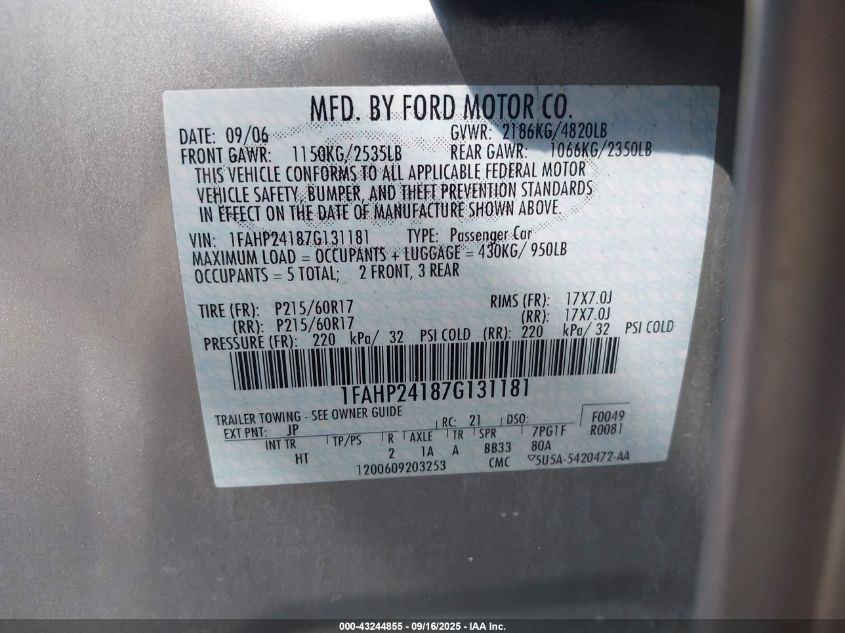 MFD. BY FORD MOTOR CO.
DATE: 09/06 GVWR: 2186KG/4820LB
FRONT GAWR: 1150KG/2535LB REAR GAWR: 1066KG/2350LB
THIS VEHICLE CONFORMS TO ALL APPLICABLE FEDERAL MOTOR
VEHICLE SAFETY, BUMPER, AND THEFT PREVENTION STANDARDS
IN EFFECT ON THE DATE OF MANUFACTURE SHOWN ABOVE.
VIN: 1FAHP24187G131181 TYPE: Passenger Car
MAXIMUM LOAD = OCCUPANTS + LUGGAGE = 430KG/ 950LB
OCCUPANTS = 5 TOTAL; 2 FRONT, 3 REAR
TIRE (FR): P215/60R17 RIMS (FR): 17X7.0J
(RR): P215/60R17 (RR): 17X7.0J
PRESSURE (FR): 220 kPa/ 32 PSI COLD (RR): 220 kPa/ 32 PSI COLD
1FAHP24187G131181
TRAILER TOWING - SEE OWNER GUIDE
EXT PNT: JP RC: 21 DSO: F0049
INT TR TP/PS R AXLE TR SPR 7PG1F R0081
HT 2 1A A BB33 80A
1200609203253 CMC ▽5U5A-5420472-AA
000-43244855 - 09/16/2025 - IAA Inc.